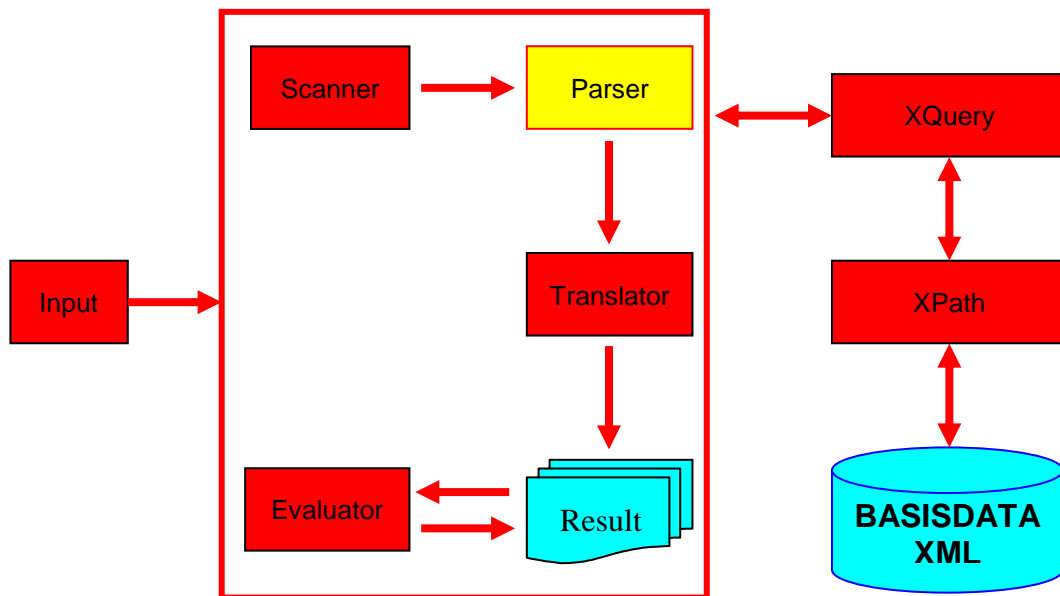 Scanner
Parser
XQuery
Input
Translator
XPath
Evaluator
Result
BASISDATA
XML